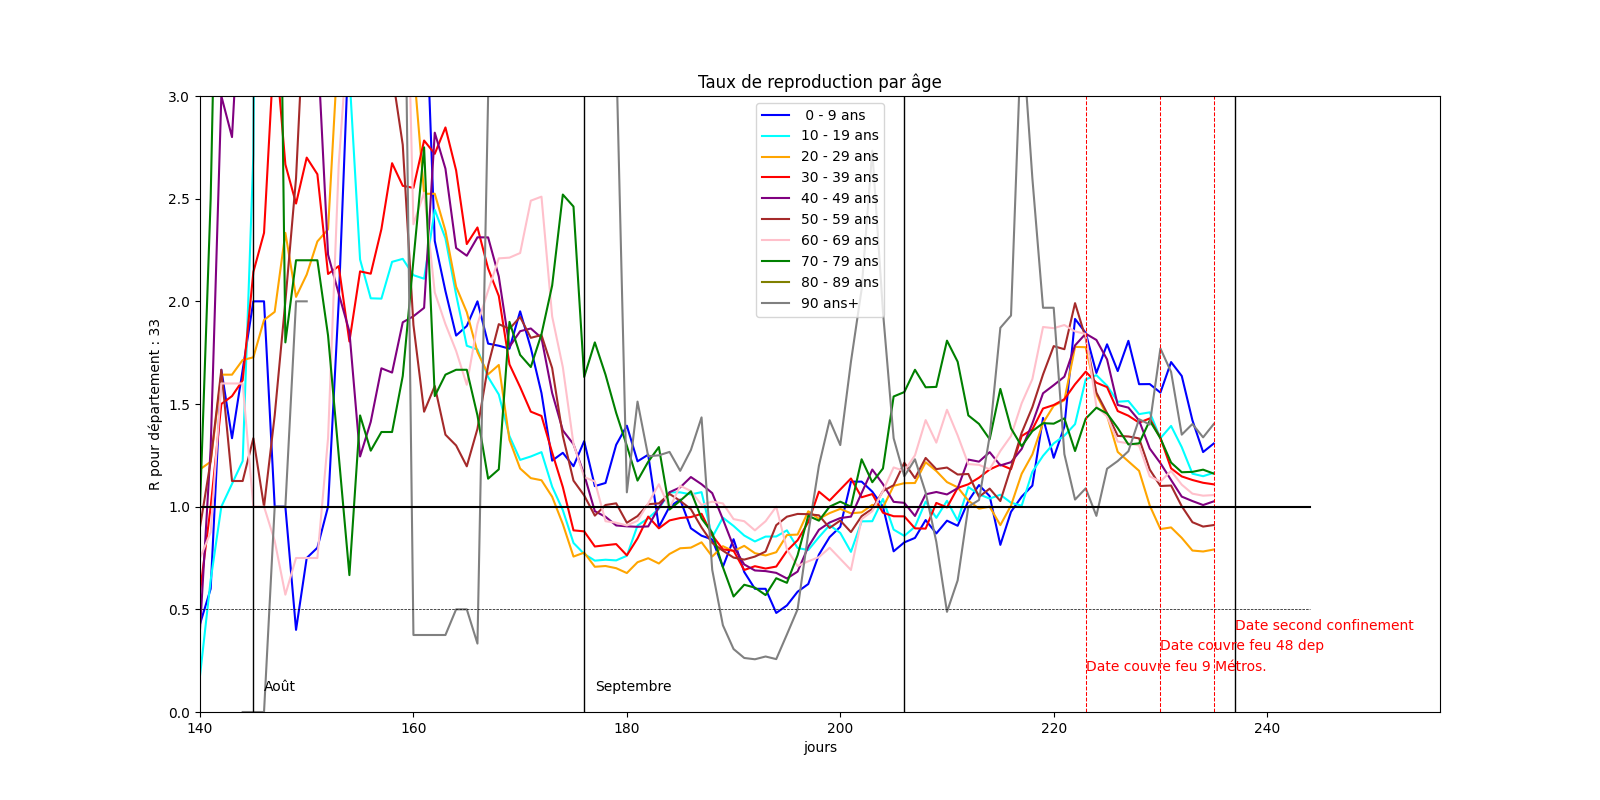 Taux de reproduction par âge
3.0
2.5
2.0
1.5
1.0
0.5
0.0
R pour département : 33
0 - 9 ans
10 - 19 ans
20 - 29 ans
30 - 39 ans
40 - 49 ans
50 - 59 ans
60 - 69 ans
70 - 79 ans
80 - 89 ans
90 ans+
Date second confinement
Date couvre feu 48 dep
Date couvre feu 9 Métros.
Août
Septembre
140
160
180
200
220
240
jours